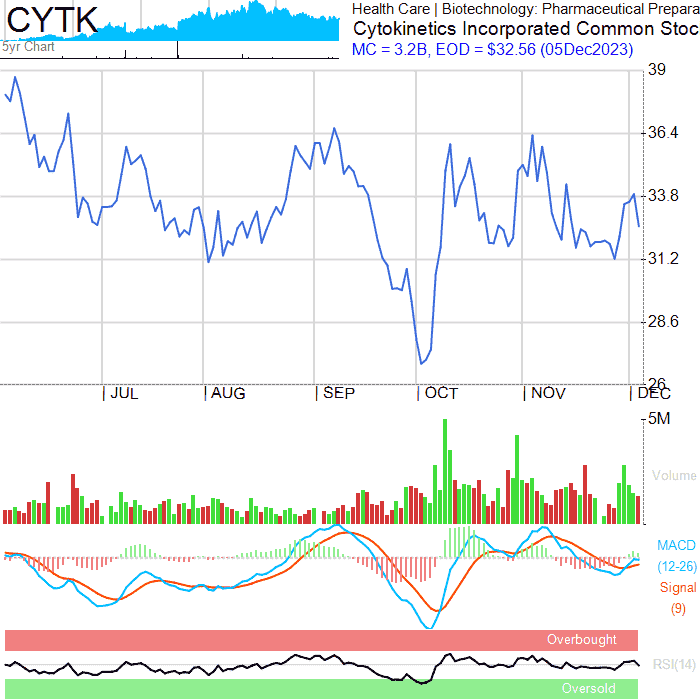 CYTK
5yr Chart
Health Care | Biotechnology: Pharmaceutical Prepara
Cytokinetics Incorporated Common Stoc
MC = 3.2B, EOD = $32.56 (05Dec2023)
39
36.4
33.8
31.2
28.6
26
| JUL | AUG | SEP | OCT | NOV | DEC
5M
Volume
MACD
(12-26)
Signal
(9)
Overbought
RSI(14)
Oversold